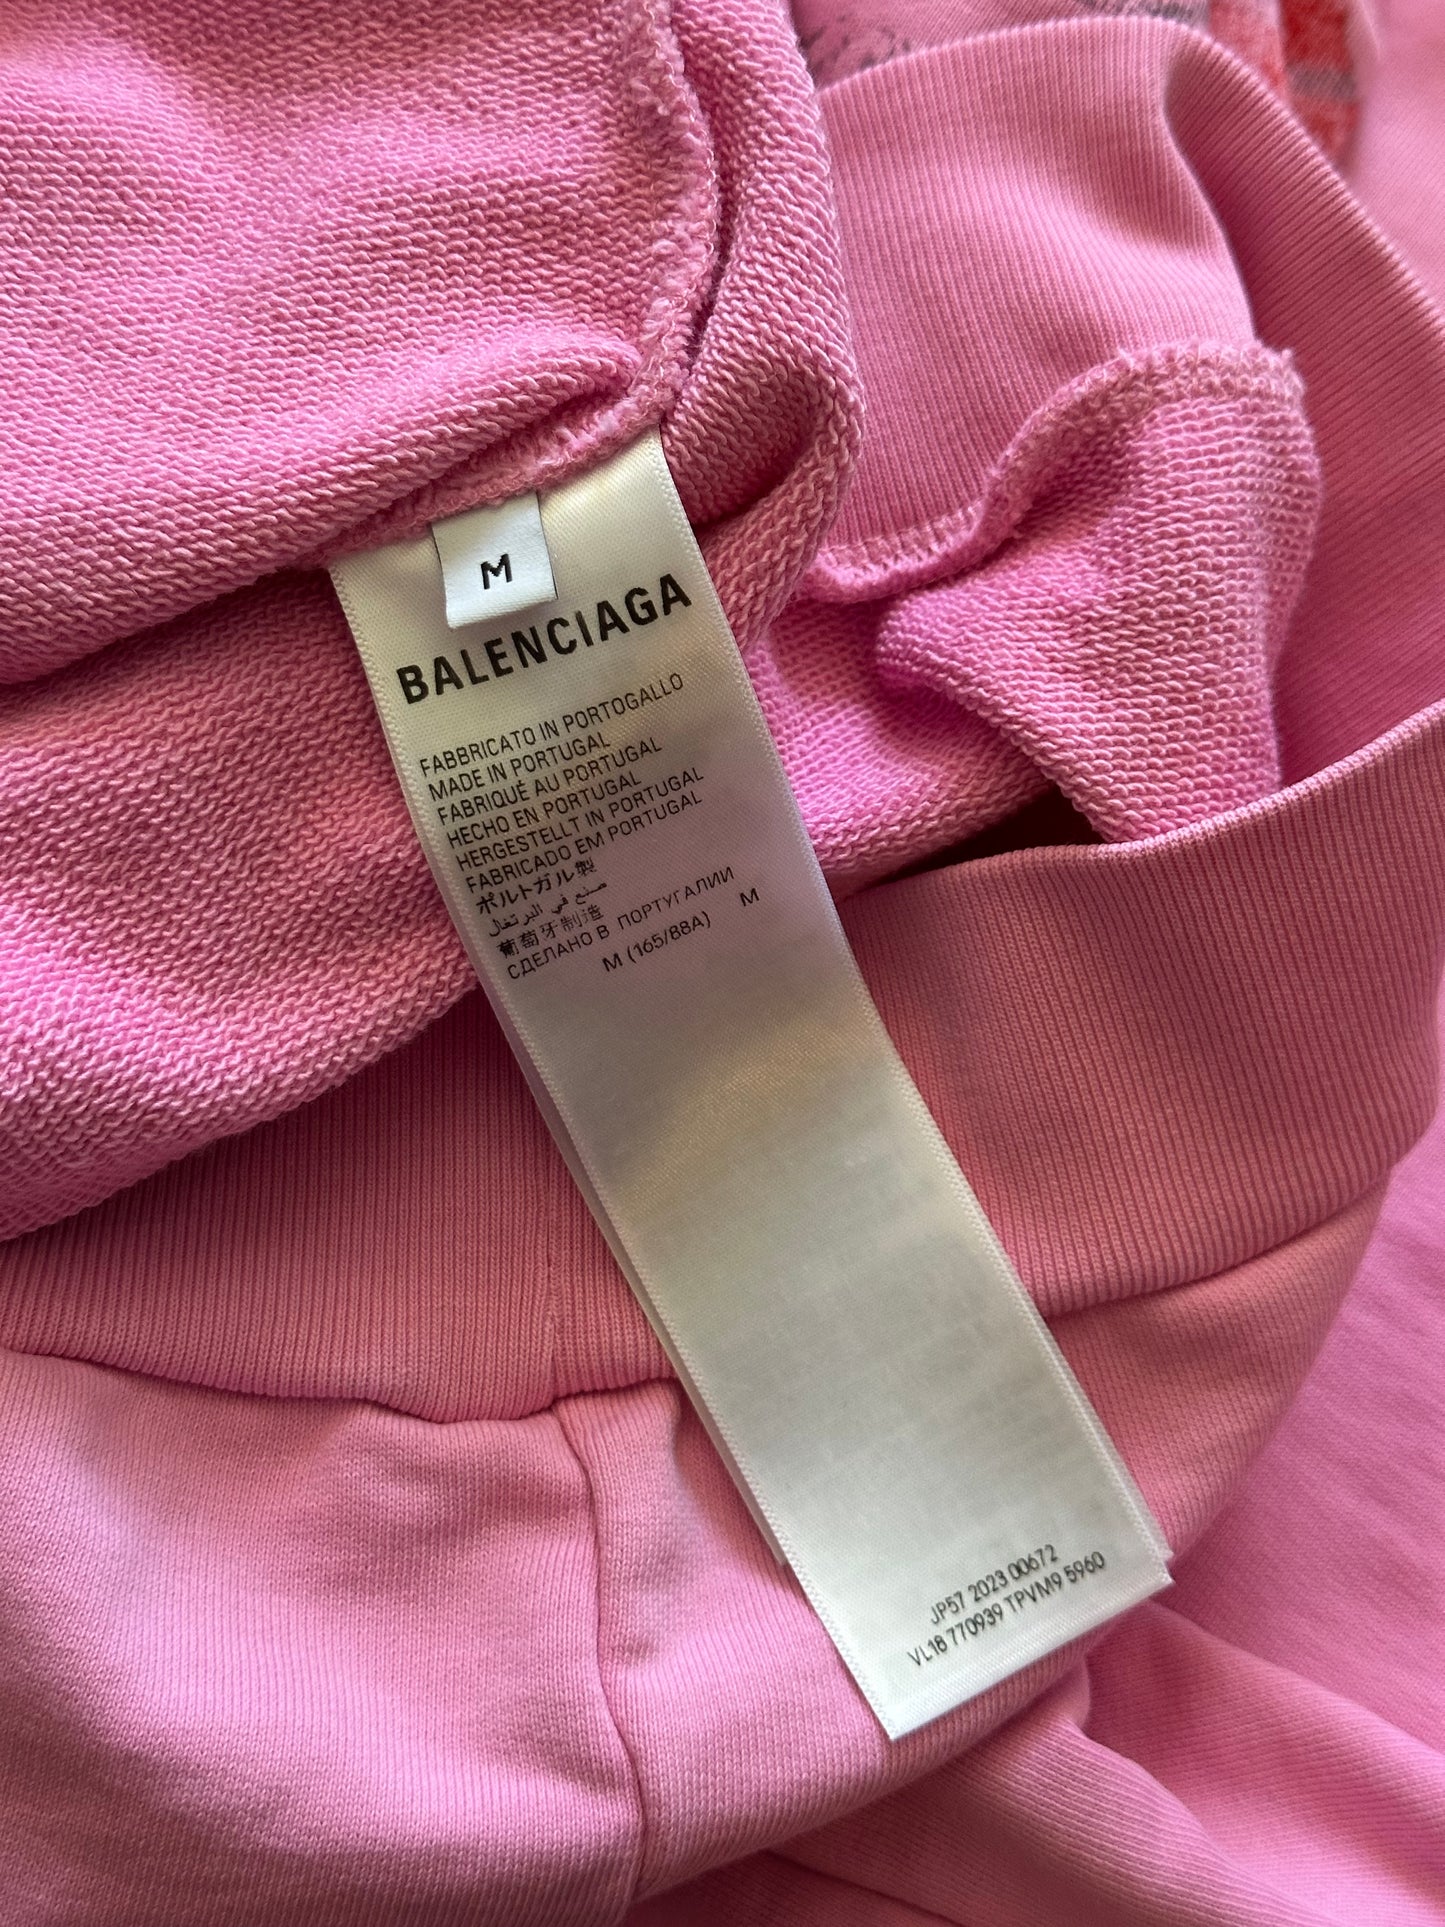 M
BALENCIAGA
FABBRICATO IN PORTOGALLO
MADE IN PORTUGAL
FABRIQUÉ AU PORTUGAL
HECHO EN PORTUGAL
HERGESTELLT IN PORTUGAL
FABRICADO EM PORTUGAL
ポルトガル製
صنع في البرتغال
葡萄牙制造
СДЕЛАНО В ПОРТУГАЛИИ
M (165/88A) M
JP57 2023 00672
VL18 770939 TPVM9 5960